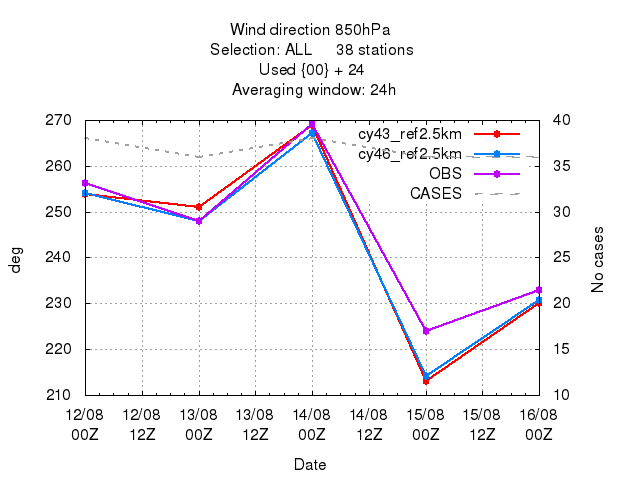 Wind direction 850hPa
Selection: ALL     38 stations
Used {00} + 24
Averaging window: 24h
270 40
cy43_ref2.5km
cy46_ref2.5km
OBS
CASES
260 35
250 30
240 25
230 20
220 15
210 10
deg
No cases
12/08 12/08 13/08 13/08 14/08 14/08 15/08 15/08 16/08
00Z 12Z 00Z 12Z 00Z 12Z 00Z 12Z 00Z
Date